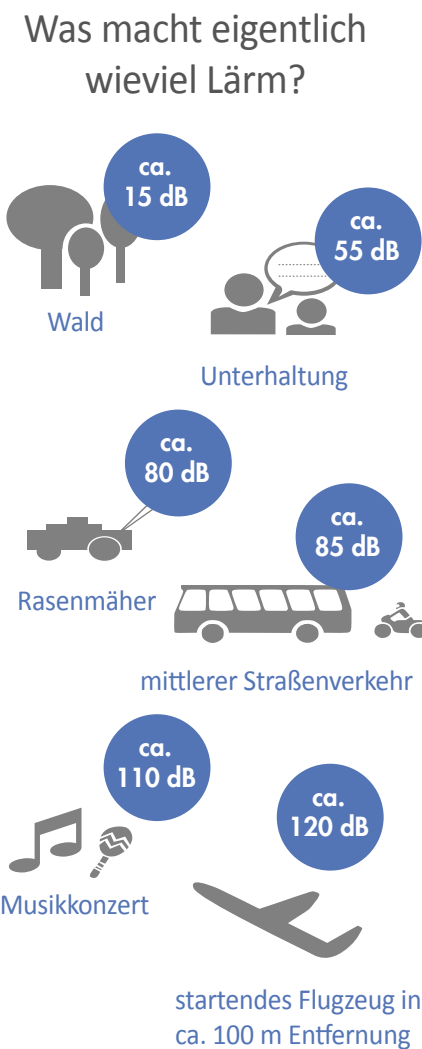 Was macht eigentlich
wieviel Lärm?
ca.
15 dB
Wald
ca.
55 dB
Unterhaltung
ca.
80 dB
Rasenmäher
ca.
85 dB
mittlerer Straßenverkehr
ca.
110 dB
Musikkonzert
ca.
120 dB
startendes Flugzeug in
ca. 100 m Entfernung